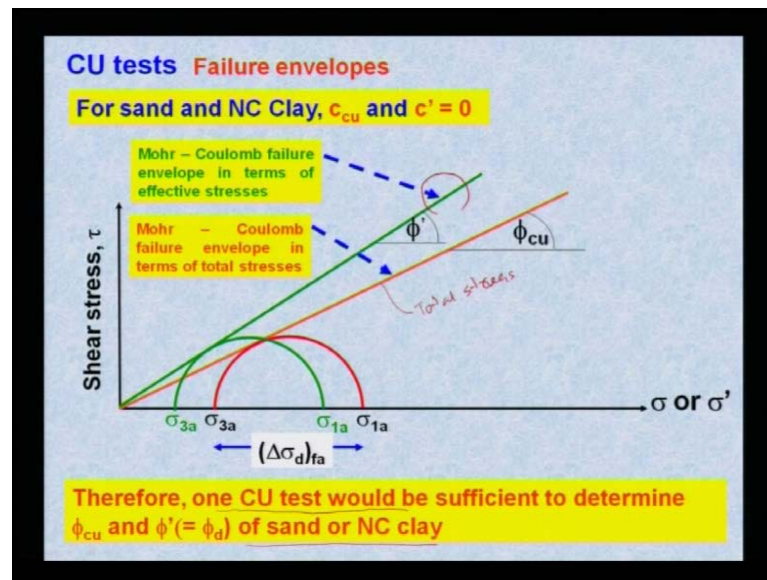 CU tests Failure envelopes
For sand and NC Clay, ccu and c' = 0
Mohr – Coulomb failure
envelope in terms of
effective stresses
Mohr – Coulomb
failure envelope in
terms of total stresses
Shear stress, τ
ϕ'
ϕcu
Total stress
σ3a σ3a σ1a σ1a
σ or σ'
(Δσd)fa
Therefore, one CU test would be sufficient to determine
ϕcu and ϕ'(= ϕd) of sand or NC clay